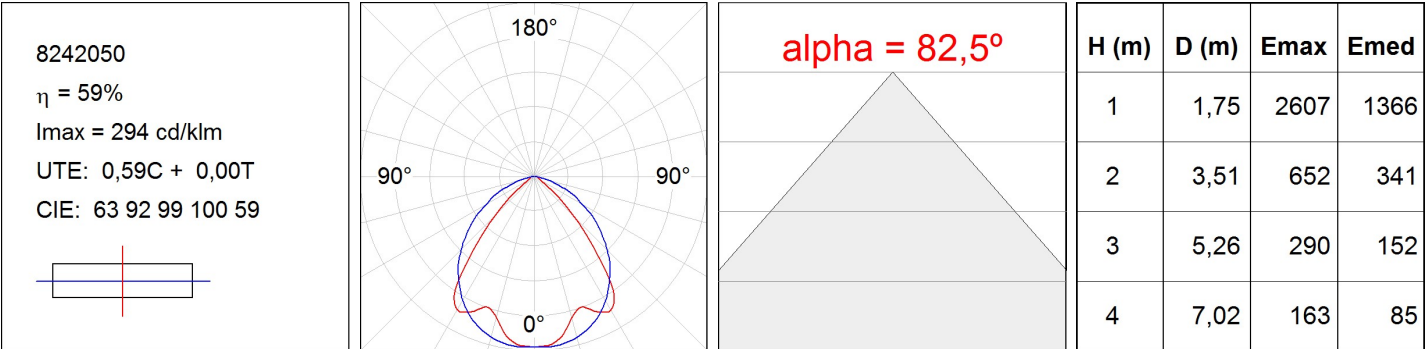 8242050
η = 59%
Imax = 294 cd/klm
UTE:  0,59C +  0,00T
CIE:  63 92 99 100 59
180°
90° 90°
0°
alpha = 82,5º
H (m) D (m) Emax Emed
1 1,75 2607 1366
2 3,51 652 341
3 5,26 290 152
4 7,02 163 85